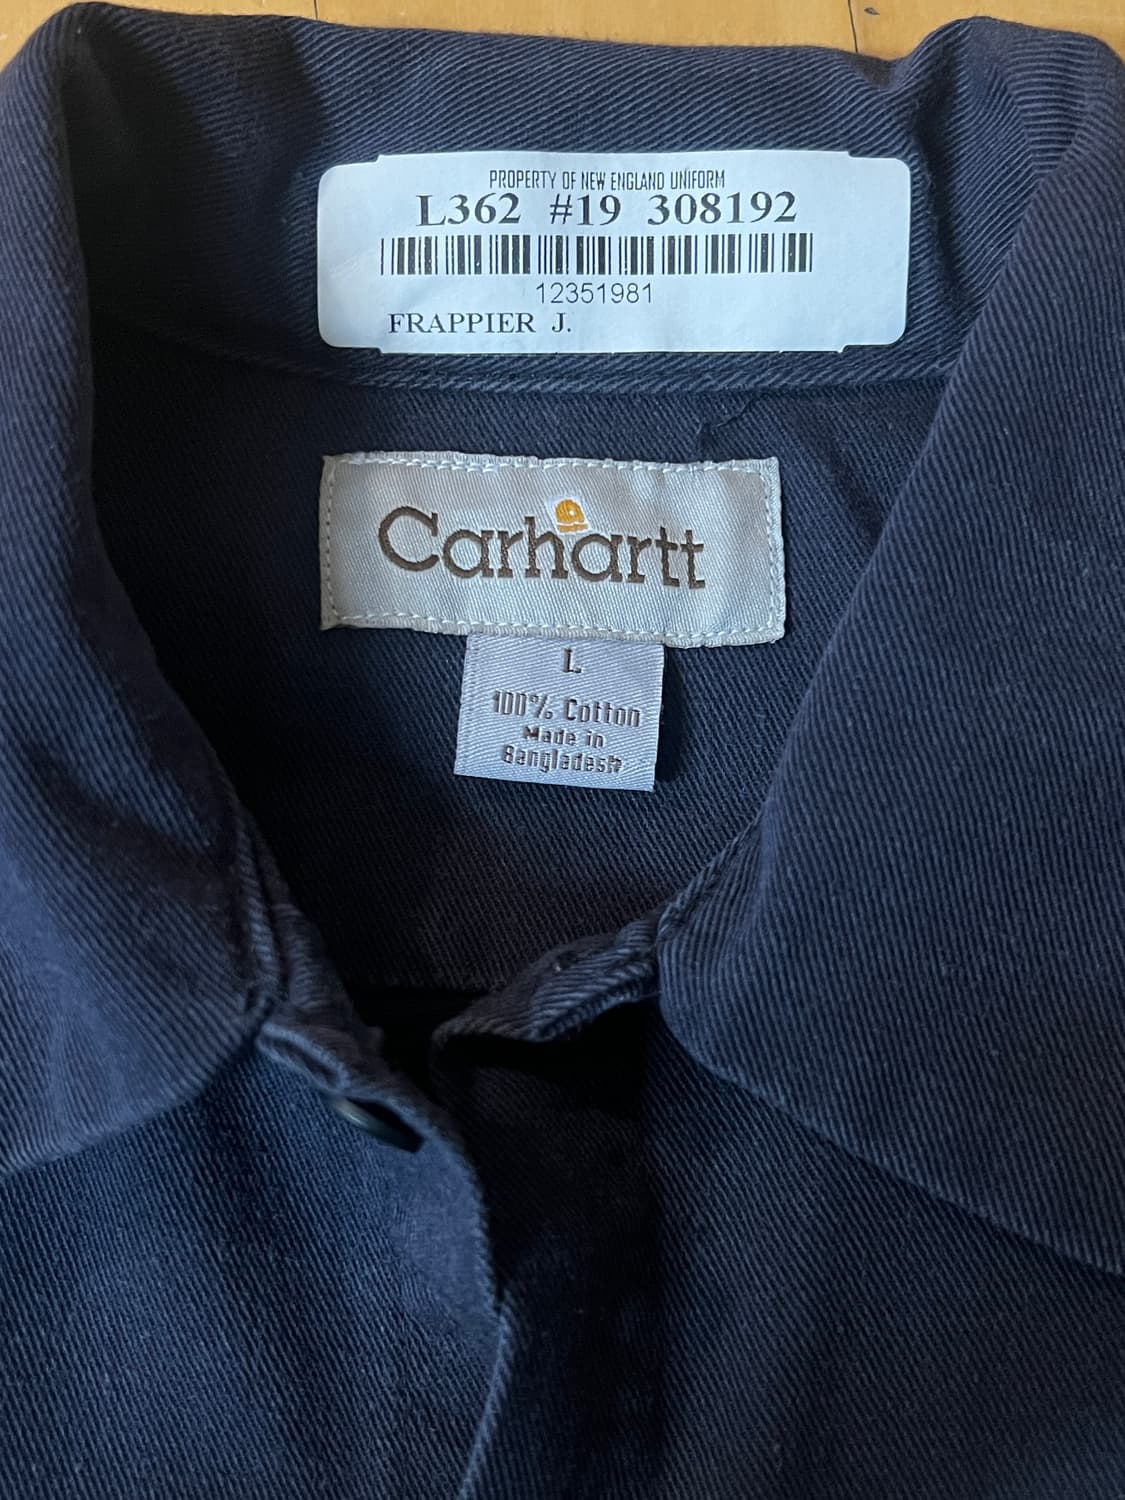 PROPERTY OF NEW ENGLAND UNIFORM
L362 #19 308192
12351981
FRAPPIER J.
Carhartt
L
100% Cotton
Made in
Bangladesh